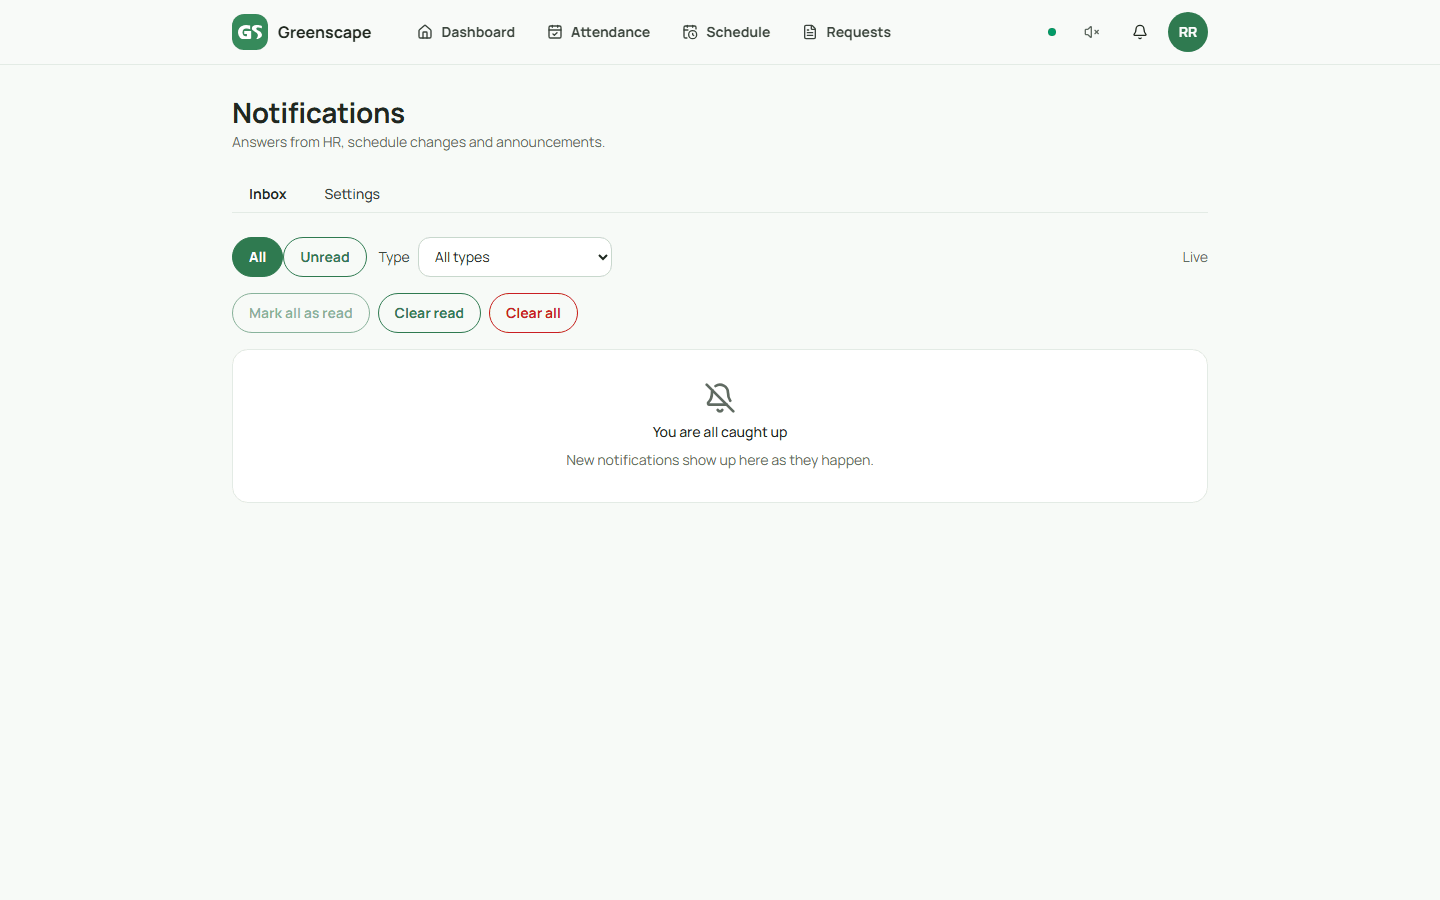 GS Greenscape Dashboard Attendance Schedule Requests RR
Notifications
Answers from HR, schedule changes and announcements.
Inbox Settings
All Unread Type All types Live
Mark all as read Clear read Clear all
You are all caught up
New notifications show up here as they happen.